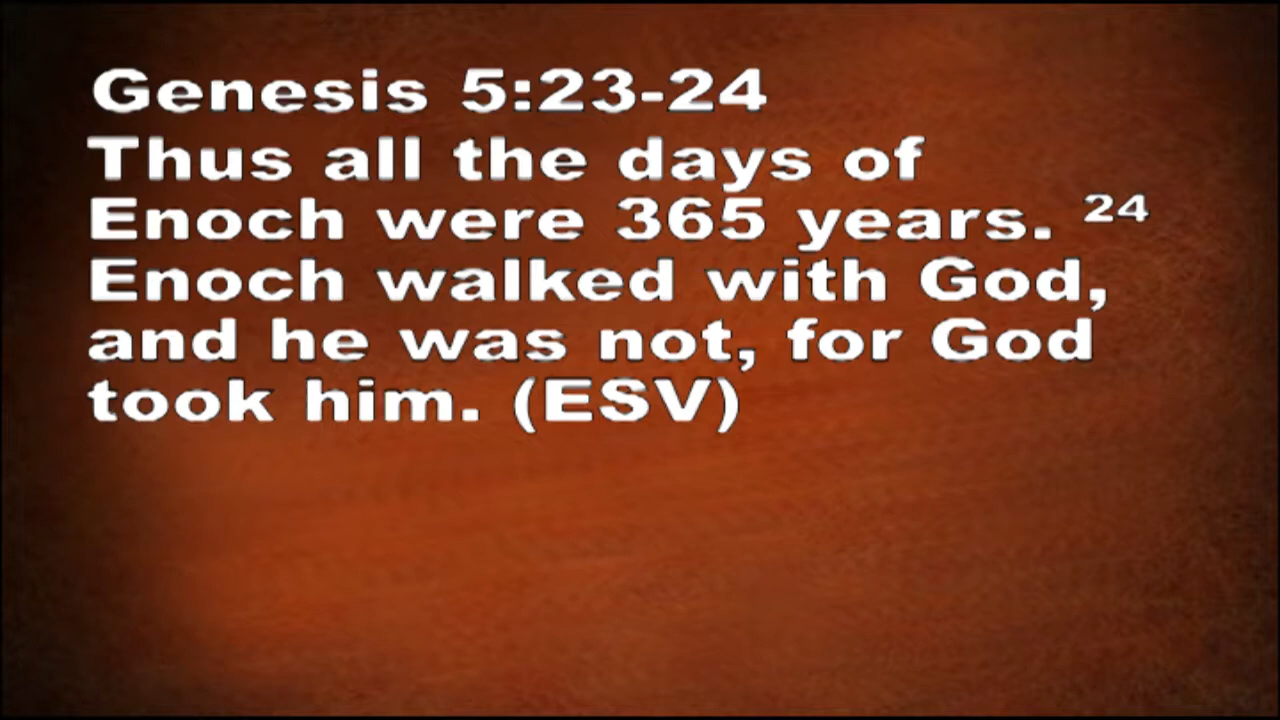 Genesis 5:23-24
Thus all the days of
Enoch were 365 years. 24
Enoch walked with God,
and he was not, for God
took him. (ESV)